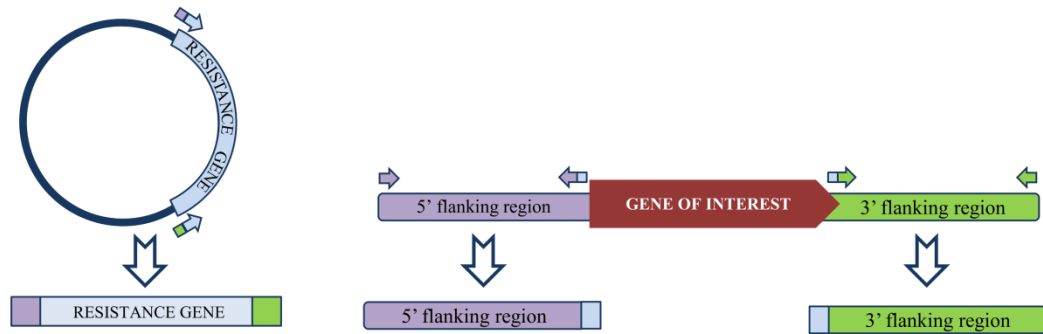 RESISTANCE GENE
RESISTANCE GENE
5’ flanking region
GENE OF INTEREST
3’ flanking region
5’ flanking region
3’ flanking region